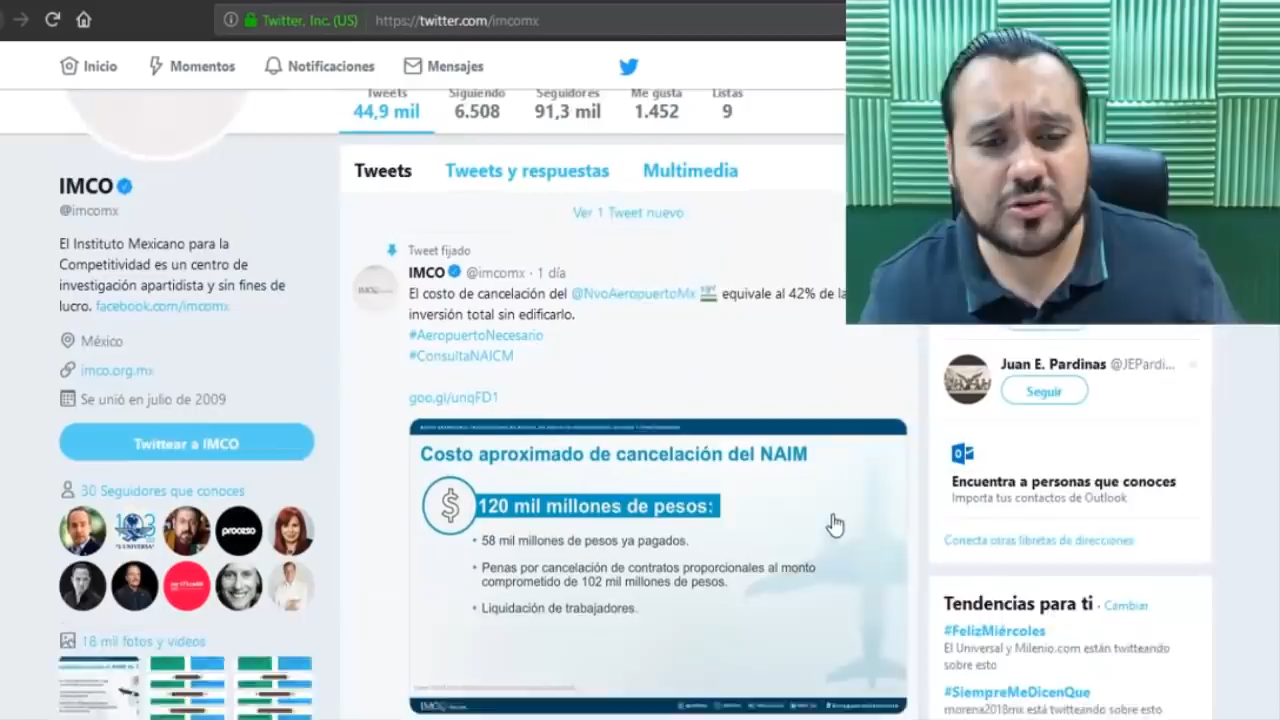 Twitter, Inc. (US)
https://twitter.com/imcomx
Inicio
Momentos
Notificaciones
Mensajes
Tweets
Siguiendo
Seguidores
Me gusta
Listas
44,9 mil
6.508
91,3 mil
1.452
9
IMCO
@imcomx
El Instituto Mexicano para la
Competitividad es un centro de
investigación apartidista y sin fines de
lucro. facebook.com/imcomx
México
imco.org.mx
Se unió en julio de 2009
Twittear a IMCO
30 Seguidores que conoces
proceso
18 mil fotos y videos
Tweets
Tweets y respuestas
Multimedia
Ver 1 Tweet nuevo
Tweet fijado
IMCO @imcomx · 1 día
El costo de cancelación del @NvoAeropuertoMx equivale al 42% de la
inversión total sin edificarlo.
#AeropuertoNecesario
#ConsultaNAICM
goo.gl/unqFD1
Costo aproximado de cancelación del NAIM
$
120 mil millones de pesos:
• 58 mil millones de pesos ya pagados.
• Penas por cancelación de contratos proporcionales al monto
comprometido de 102 mil millones de pesos.
• Liquidación de trabajadores.
IMCO
Juan E. Pardinas @JEPardi...
Seguir
Encuentra a personas que conoces
Importa tus contactos de Outlook
Conecta otras libretas de direcciones
Tendencias para ti · Cambiar
#FelizMiércoles
El Universal y Milenio.com están twitteando
sobre esto
#SiempreMeDicenQue
morena2018mx está twitteando sobre esto